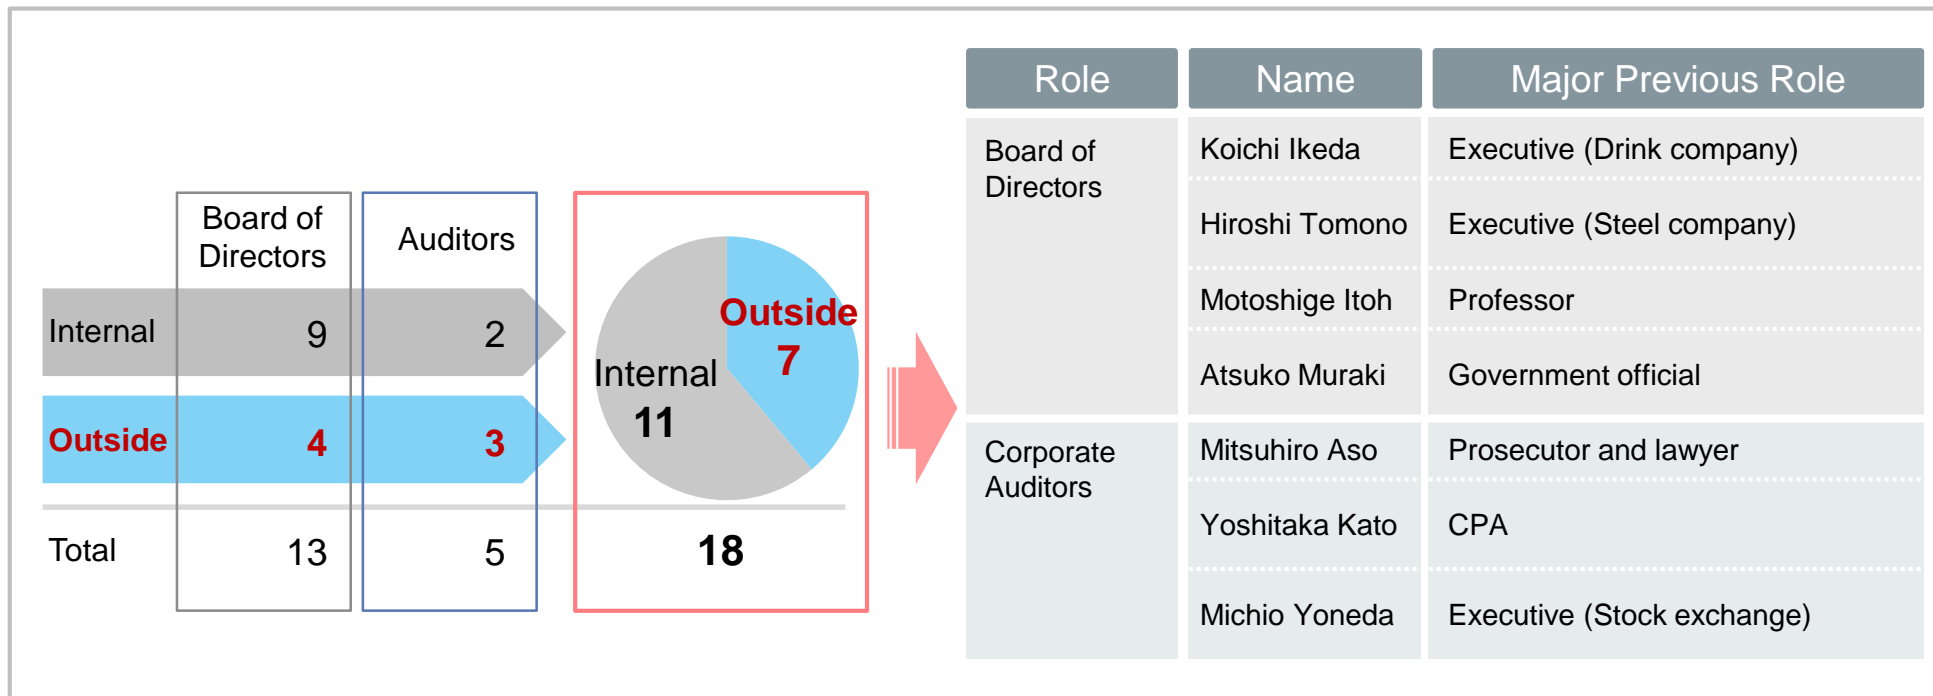 Board of
Directors
Auditors
Internal
9
2
Outside
4
3
Total
13
5
Outside
7
Internal
11
18
Role
Name
Major Previous Role
Board of
Directors
Koichi Ikeda
Executive (Drink company)
Hiroshi Tomono
Executive (Steel company)
Motoshige Itoh
Professor
Atsuko Muraki
Government official
Corporate
Auditors
Mitsuhiro Aso
Prosecutor and lawyer
Yoshitaka Kato
CPA
Michio Yoneda
Executive (Stock exchange)